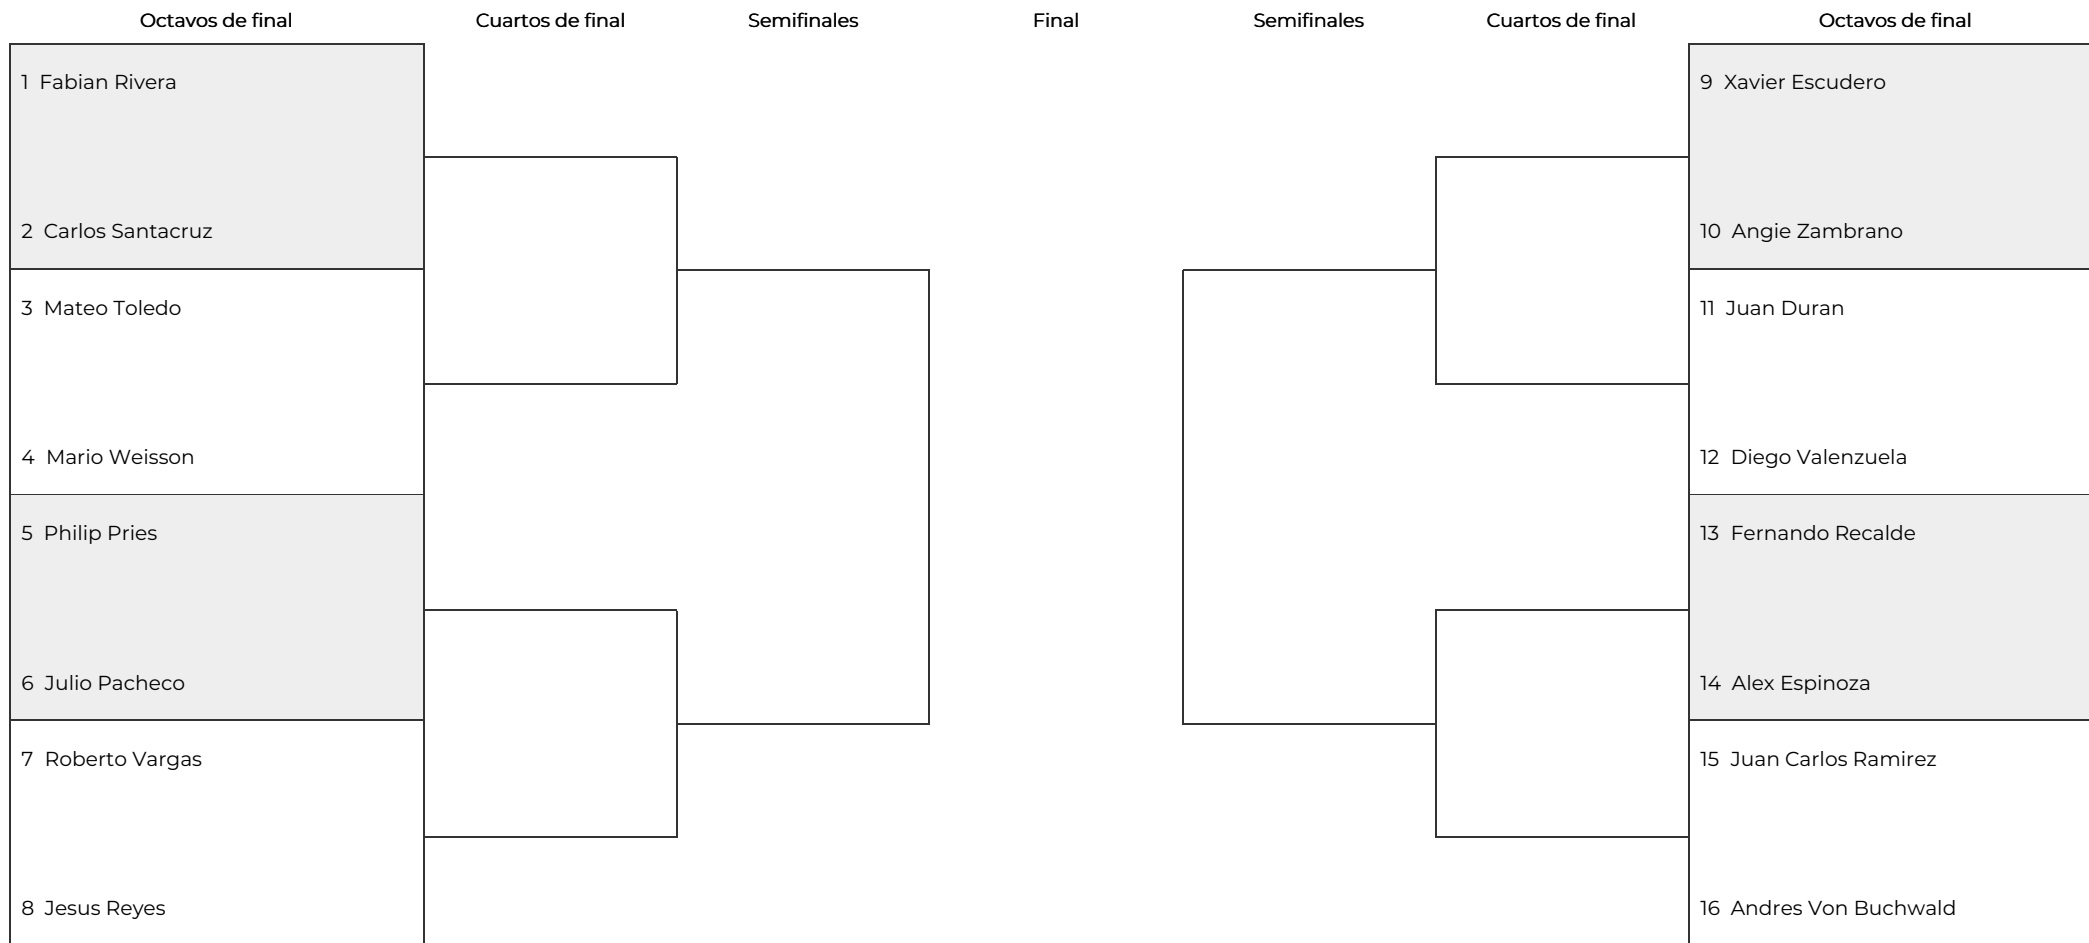 Octavos de final
Cuartos de final
Semifinales
Final
Semifinales
Cuartos de final
Octavos de final
1 Fabian Rivera
2 Carlos Santacruz
3 Mateo Toledo
4 Mario Weisson
5 Philip Pries
6 Julio Pacheco
7 Roberto Vargas
8 Jesus Reyes
9 Xavier Escudero
10 Angie Zambrano
11 Juan Duran
12 Diego Valenzuela
13 Fernando Recalde
14 Alex Espinoza
15 Juan Carlos Ramirez
16 Andres Von Buchwald